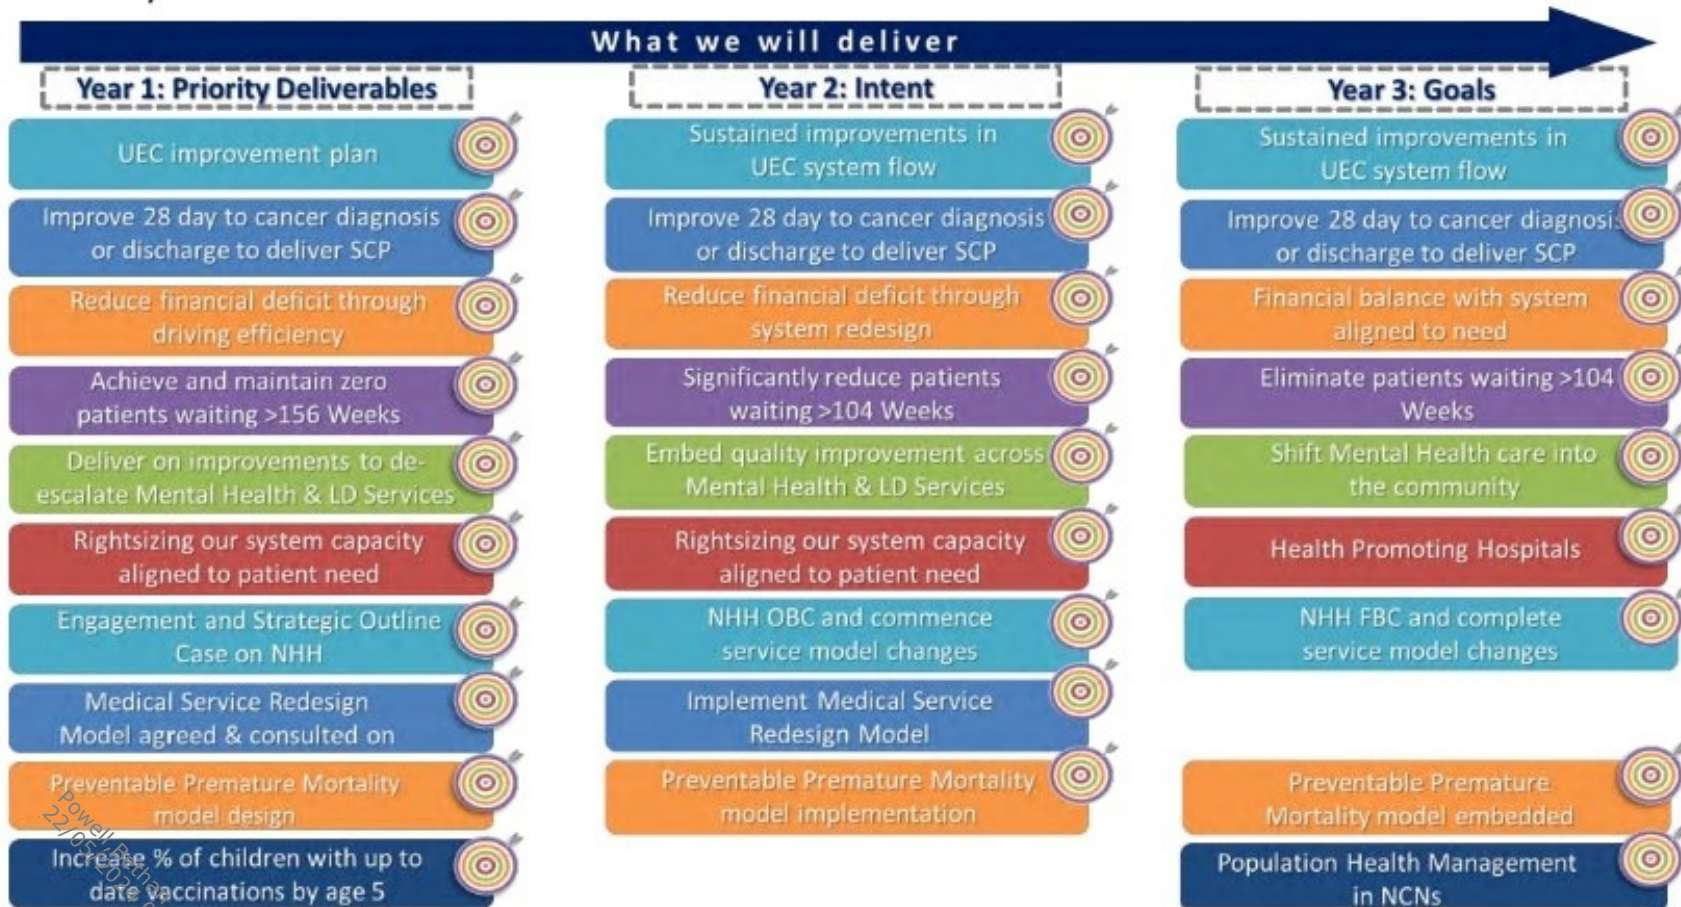 What we will deliver
Year 1: Priority Deliverables
UEC improvement plan
Improve 28 day to cancer diagnosis
or discharge to deliver SCP
Reduce financial deficit through
driving efficiency
Achieve and maintain zero
patients waiting >156 Weeks
Deliver on improvements to de-
escalate Mental Health & LD Services
Rightsizing our system capacity
aligned to patient need
Engagement and Strategic Outline
Case on NHH
Medical Service Redesign
Model agreed & consulted on
Preventable Premature Mortality
model design
Increase % of children with up to
date vaccinations by age 5
Year 2: Intent
Sustained improvements in
UEC system flow
Improve 28 day to cancer diagnosis
or discharge to deliver SCP
Reduce financial deficit through
system redesign
Significantly reduce patients
waiting >104 Weeks
Embed quality improvement across
Mental Health & LD Services
Rightsizing our system capacity
aligned to patient need
NHH OBC and commence
service model changes
Implement Medical Service
Redesign Model
Preventable Premature Mortality
model implementation
Year 3: Goals
Sustained improvements in
UEC system flow
Improve 28 day to cancer diagnosis
or discharge to deliver SCP
Financial balance with system
aligned to need
Eliminate patients waiting >104
Weeks
Shift Mental Health care into
the community
Health Promoting Hospitals
NHH FBC and complete
service model changes
Preventable Premature
Mortality model embedded
Population Health Management
in NCNs
Powell